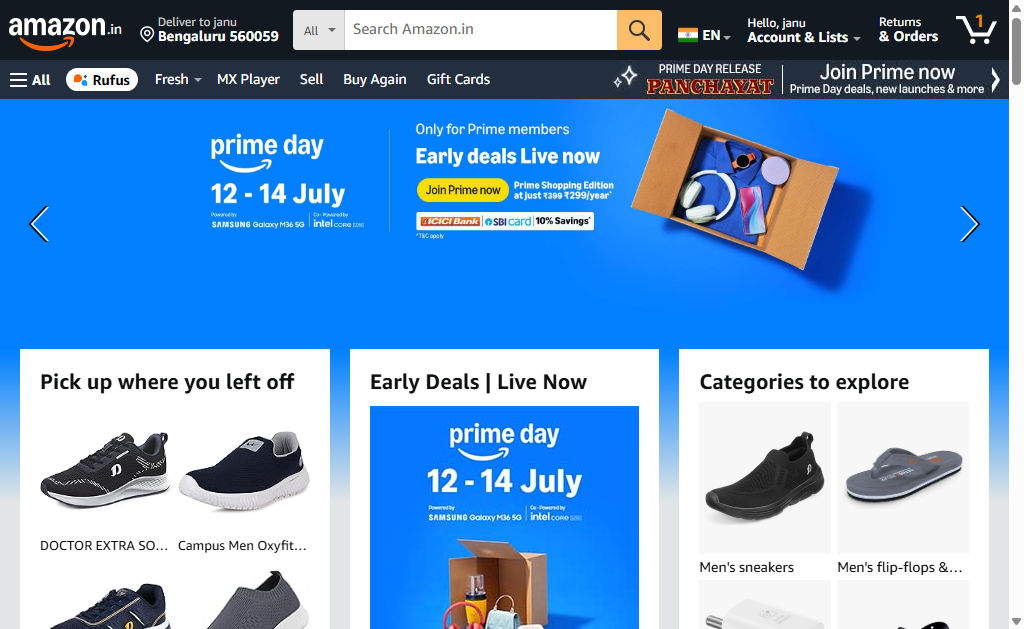 amazon.in
Deliver to janu
Bengaluru 560059
All
Search Amazon.in
EN
Hello, janu
Account & Lists
Returns
& Orders
1
All
Rufus
Fresh
MX Player
Sell
Buy Again
Gift Cards
PRIME DAY RELEASE
PANCHAYAT
Join Prime now
Prime Day deals, new launches & more
prime day
12 - 14 July
Powered by
SAMSUNG Galaxy M36 5G
Co - Powered by
intel CORE
Only for Prime members
Early deals Live now
Join Prime now
Prime Shopping Edition
at just ₹399 ₹299/year*
ICICI Bank
SBI card
10% Savings*
*T&C apply
Pick up where you left off
DOCTOR EXTRA SO...
Campus Men Oxyfit...
Early Deals | Live Now
prime day
12 - 14 July
Powered by
SAMSUNG Galaxy M36 5G
Co - Powered by
intel CORE
Categories to explore
Men's sneakers
Men's flip-flops &...